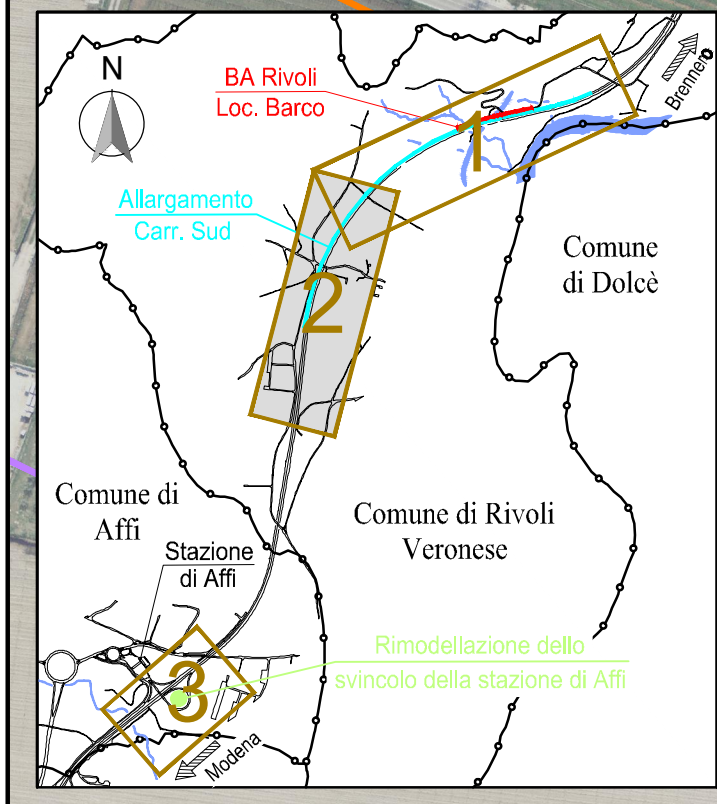 N
BA Rivoli
Loc. Barco
Brennero
1
Allargamento
Carr. Sud
Comune
di Dolcè
2
Comune di
Affi
Comune di Rivoli
Veronese
Stazione
di Affi
Rimodellazione dello
svincolo della stazione di Affi
3
Modena